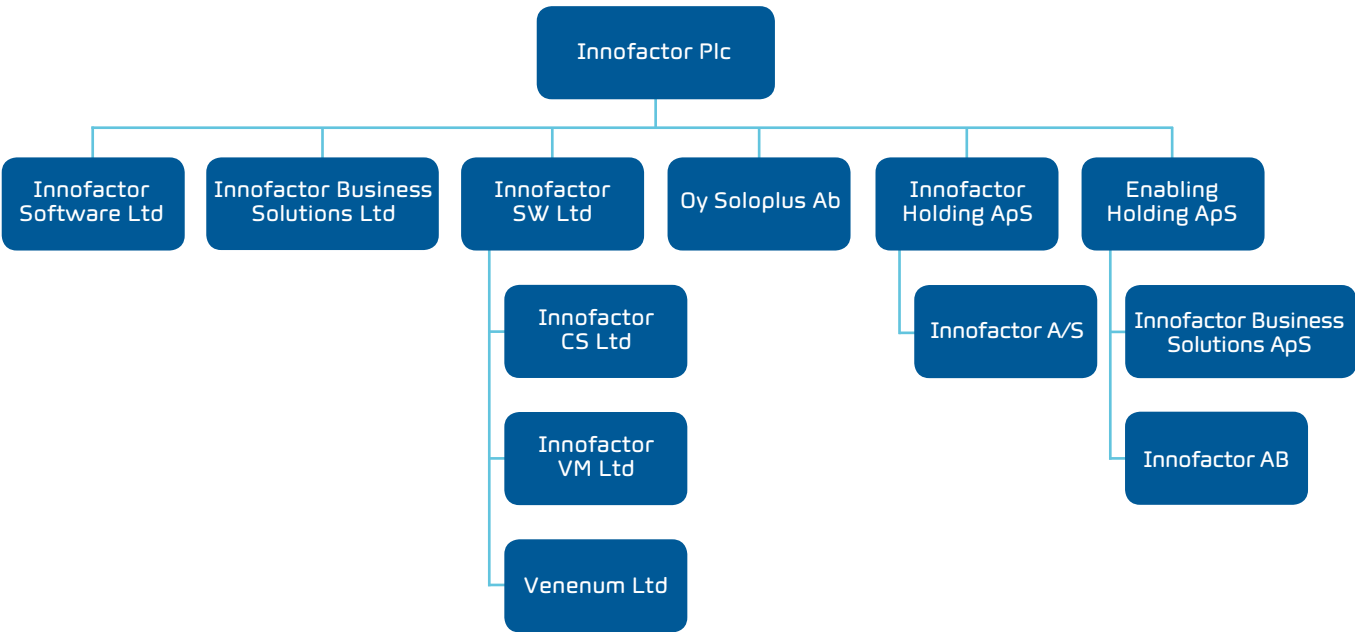 Innofactor Plc
Innofactor
Software Ltd
Innofactor Business
Solutions Ltd
Innofactor
SW Ltd
Oy Soloplus Ab
Innofactor
Holding ApS
Enabling
Holding ApS
Innofactor
CS Ltd
Innofactor A/S
Innofactor Business
Solutions ApS
Innofactor
VM Ltd
Innofactor AB
Venenum Ltd